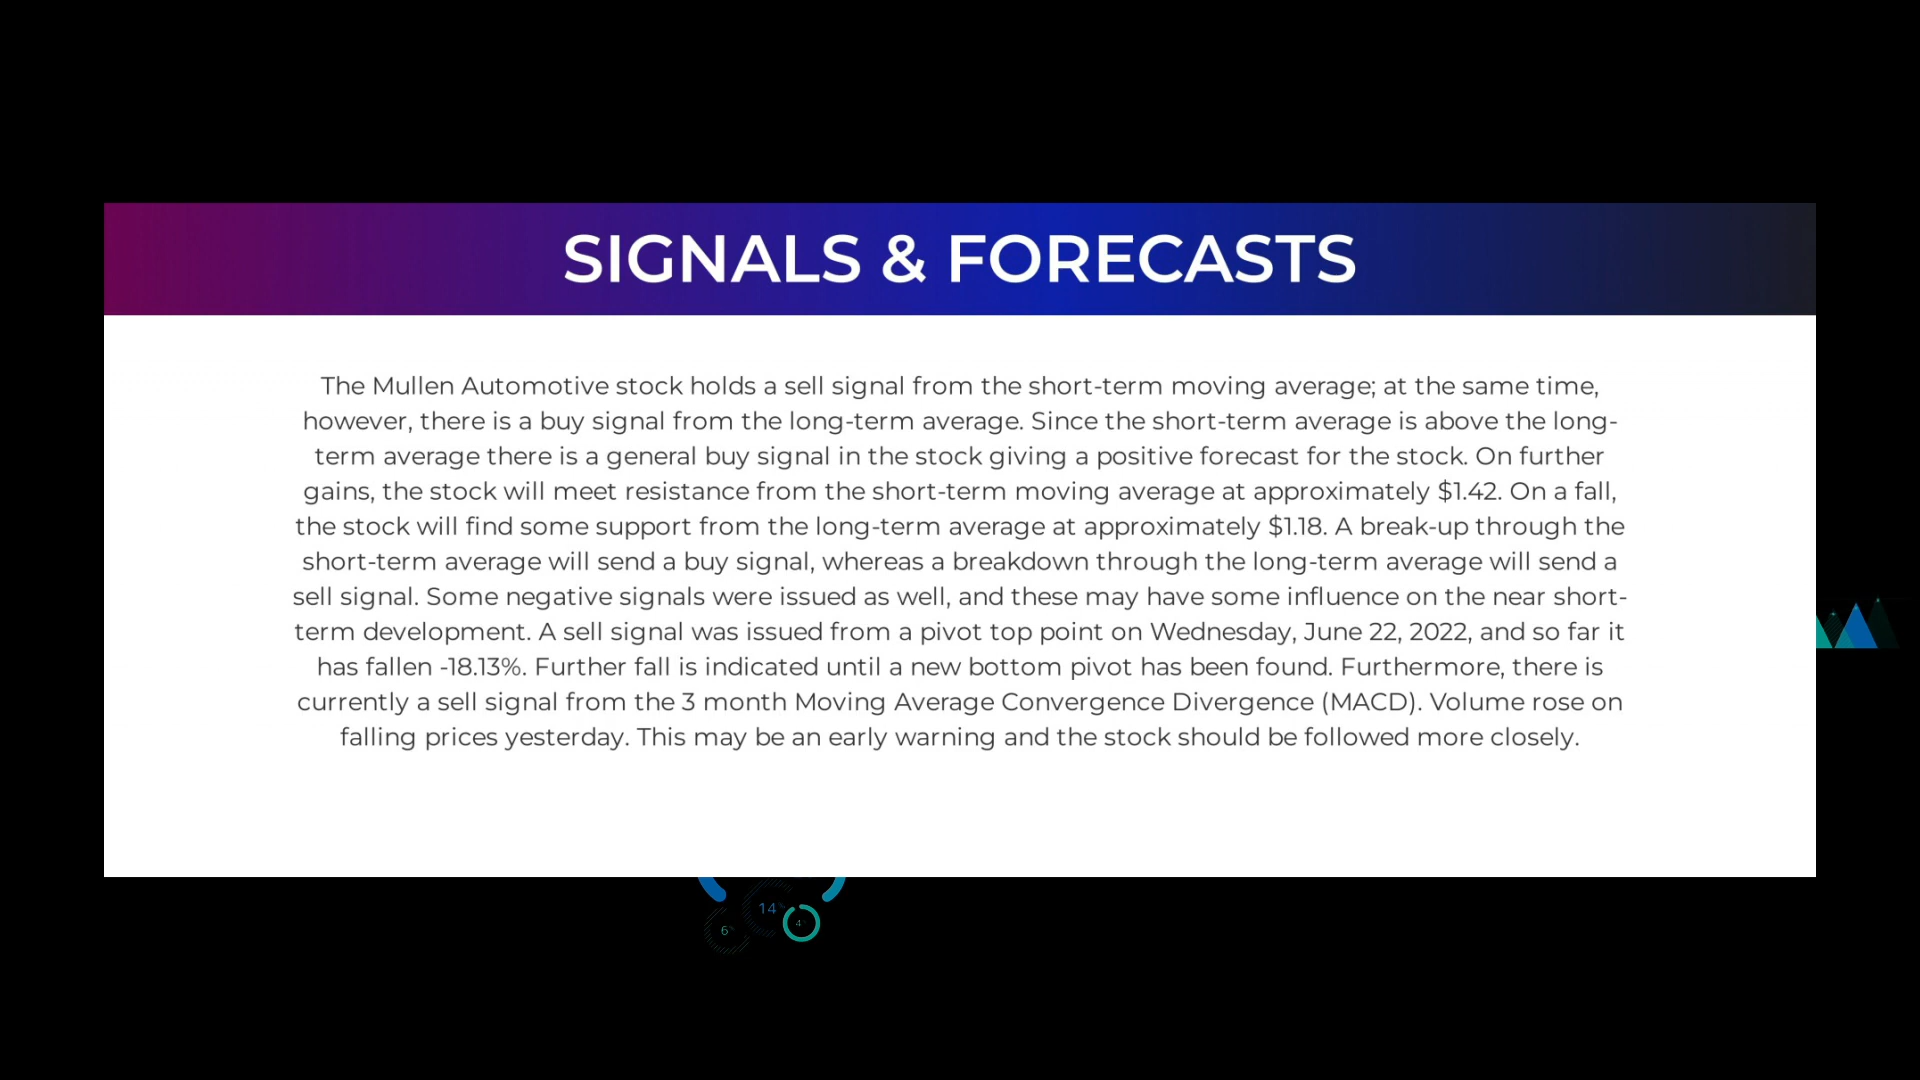 SIGNALS & FORECASTS
The Mullen Automotive stock holds a sell signal from the short-term moving average; at the same time,
however, there is a buy signal from the long-term average. Since the short-term average is above the long-
term average there is a general buy signal in the stock giving a positive forecast for the stock. On further
gains, the stock will meet resistance from the short-term moving average at approximately $1.42. On a fall,
the stock will find some support from the long-term average at approximately $1.18. A break-up through the
short-term average will send a buy signal, whereas a breakdown through the long-term average will send a
sell signal. Some negative signals were issued as well, and these may have some influence on the near short-
term development. A sell signal was issued from a pivot top point on Wednesday, June 22, 2022, and so far it
has fallen -18.13%. Further fall is indicated until a new bottom pivot has been found. Furthermore, there is
currently a sell signal from the 3 month Moving Average Convergence Divergence (MACD). Volume rose on
falling prices yesterday. This may be an early warning and the stock should be followed more closely.
14
6
4